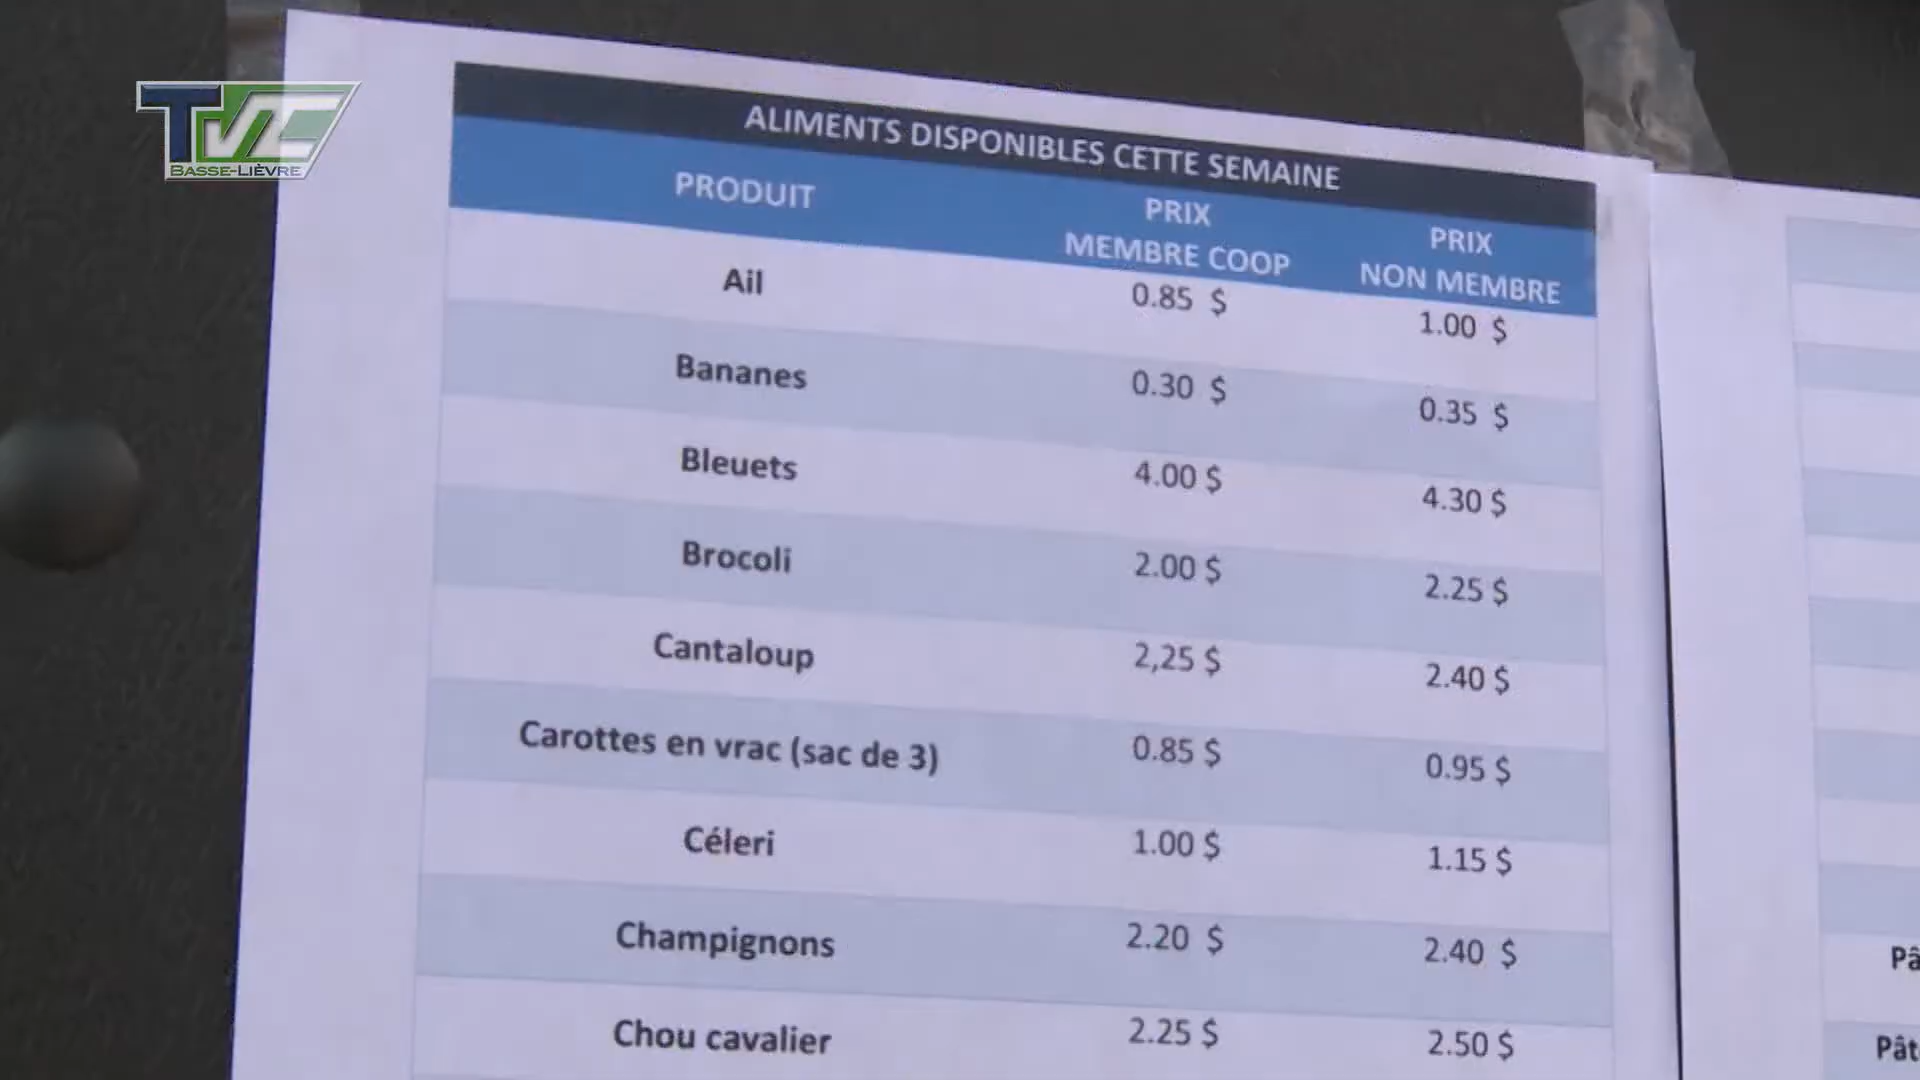 TVC
BASSE-LIÈVRE
ALIMENTS DISPONIBLES CETTE SEMAINE
PRODUIT PRIX MEMBRE COOP PRIX NON MEMBRE
Ail 0.85 $ 1.00 $
Bananes 0.30 $ 0.35 $
Bleuets 4.00 $ 4.30 $
Brocoli 2.00 $ 2.25 $
Cantaloup 2,25 $ 2.40 $
Carottes en vrac (sac de 3) 0.85 $ 0.95 $
Céleri 1.00 $ 1.15 $
Champignons 2.20 $ 2.40 $
Chou cavalier 2.25 $ 2.50 $